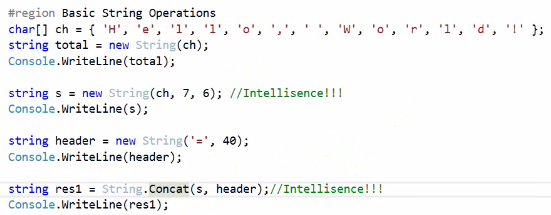 #region Basic String Operations
char[] ch = { 'H', 'e', 'l', 'l', 'o', ',', ' ', 'W', 'o', 'r', 'l', 'd', '!' };
string total = new String(ch);
Console.WriteLine(total);
string s = new String(ch, 7, 6); //Intellisence!!!
Console.WriteLine(s);
string header = new String('=', 40);
Console.WriteLine(header);
string res1 = String.Concat(s, header);//Intellisence!!!
Console.WriteLine(res1);